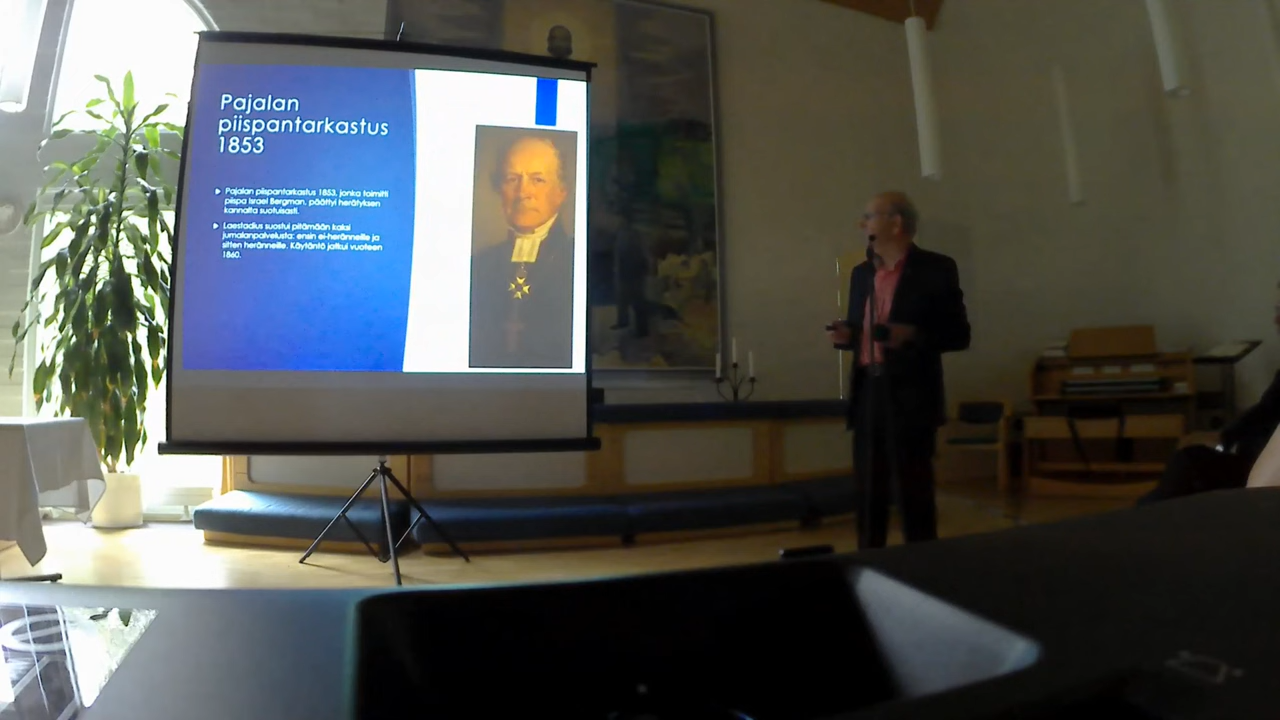 Pajalan
piispantarkastus
1853
Pajalan piispantarkastus 1853, jonka toimitti
piispa Israel Bergman, päättyi herätyksen
kannalta suotuisasti.
Laestadius suostui pitämään kaksi
jumalanpalvelusta: ensin ei-heränneille ja
sitten heränneille. Käytäntö jatkui vuoteen
1860.